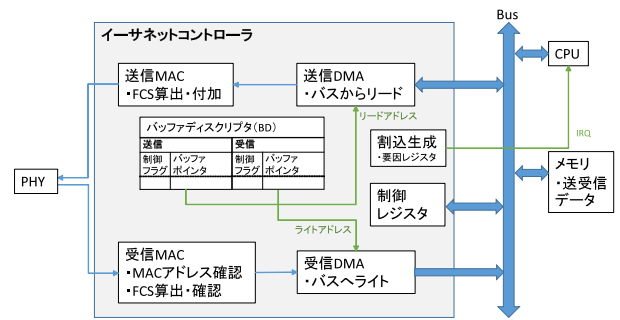 Bus
イーサネットコントローラ
送信MAC
・FCS算出・付加
送信DMA
・バスからリード
CPU
リードアドレス
バッファディスクリプタ(BD)
送信
受信
制御
フラグ
バッファ
ポインタ
制御
フラグ
バッファ
ポインタ
割込生成
・要因レジスタ
IRQ
メモリ
・送受信
データ
PHY
制御
レジスタ
ライトアドレス
受信MAC
・MACアドレス確認
・FCS算出・確認
受信DMA
・バスへライト